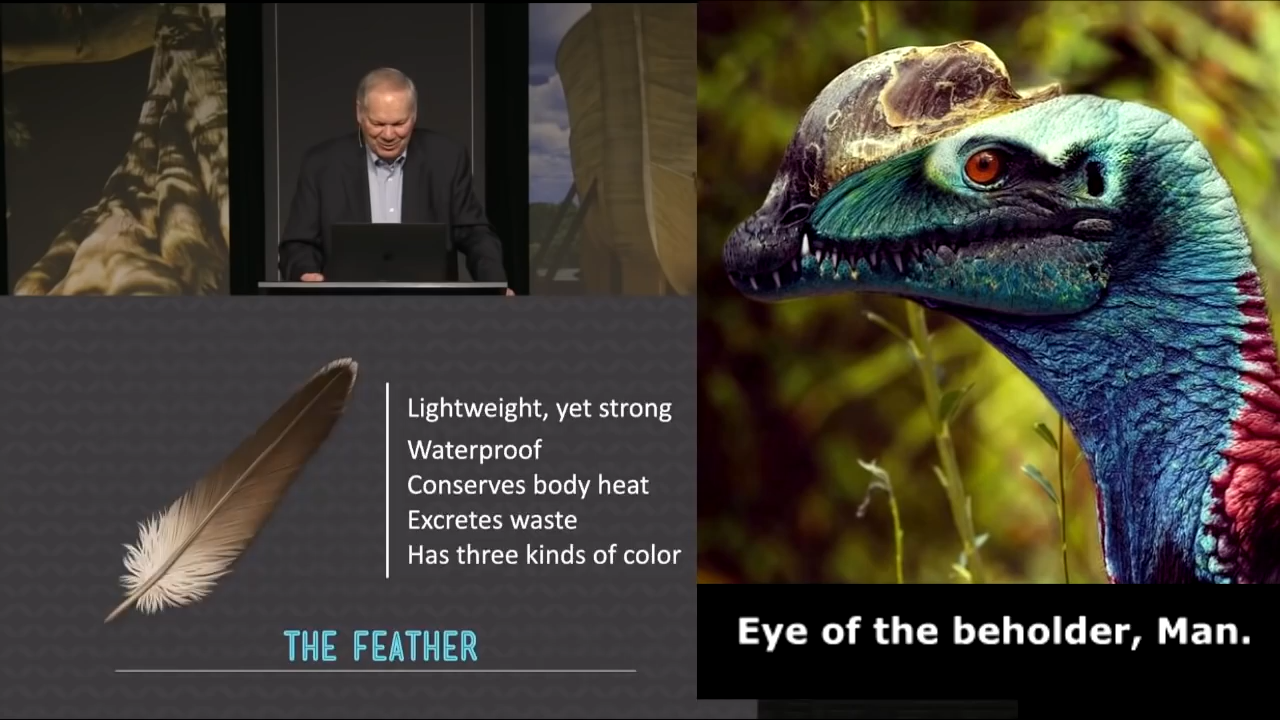 Lightweight, yet strong
Waterproof
Conserves body heat
Excretes waste
Has three kinds of color
THE FEATHER
Eye of the beholder, Man.